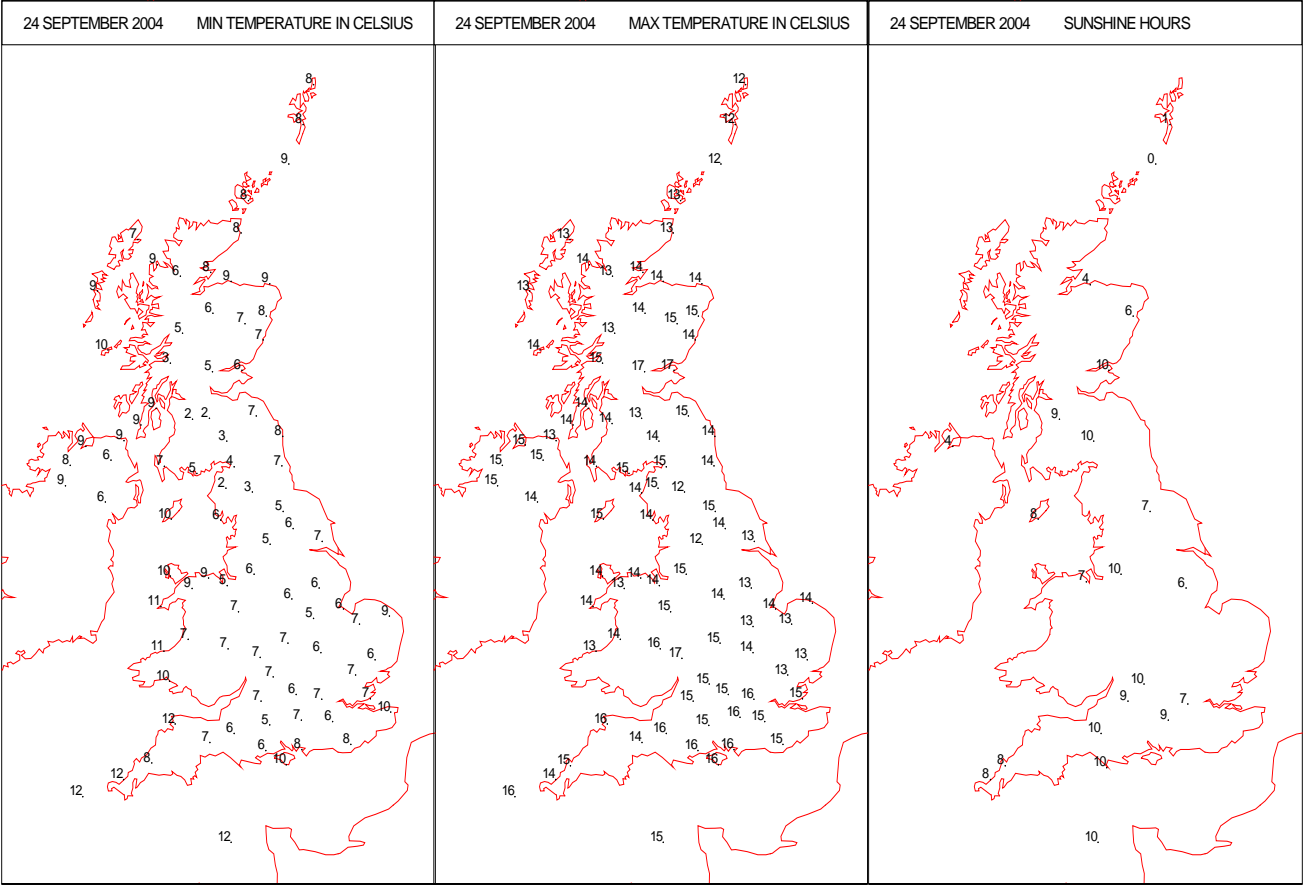 24 SEPTEMBER 2004 MIN TEMPERATURE IN CELSIUS
8.
8.
9.
8.
7. 8.
9. 6. 8. 9. 9.
9.
6. 7. 8.
5. 7.
10. 3. 5. 6.
9. 2. 2. 7.
9. 9. 9. 3. 8.
8. 6. 7. 5. 4. 7.
9. 2. 3.
6. 10. 6. 5.
6. 7.
5.
10. 9. 9. 5. 6. 6.
11. 7. 6. 5. 6. 7. 9.
11. 7. 7. 7. 7. 6. 6.
10. 7. 7.
7. 6. 7. 7. 10.
12. 7. 6. 5. 7. 6.
8. 6. 8. 8.
12. 10.
12.
12.
24 SEPTEMBER 2004 MAX TEMPERATURE IN CELSIUS
12.
12.
12.
13.
13. 13.
14. 13. 14. 14. 14.
13.
14. 15. 15.
13. 14.
14. 15. 17. 17.
14. 13. 15.
14. 14. 15. 13. 14. 14.
15. 15. 14. 15. 15. 14.
15. 14. 15. 12.
14. 15. 14. 15.
14. 13.
12.
14. 13. 14. 14. 15. 13.
14. 15. 14. 14. 14.
13. 13.
13. 14. 16. 17. 15. 14. 13.
13.
15. 15. 15. 16. 15.
16. 14. 16. 15. 16. 15.
15. 15. 16. 15.
14. 16.
16.
15.
24 SEPTEMBER 2004 SUNSHINE HOURS
1.
0.
4.
6.
10.
9.
4. 10.
8. 7.
7. 10. 6.
10.
9. 7.
10. 9.
8. 10.
8.
10.